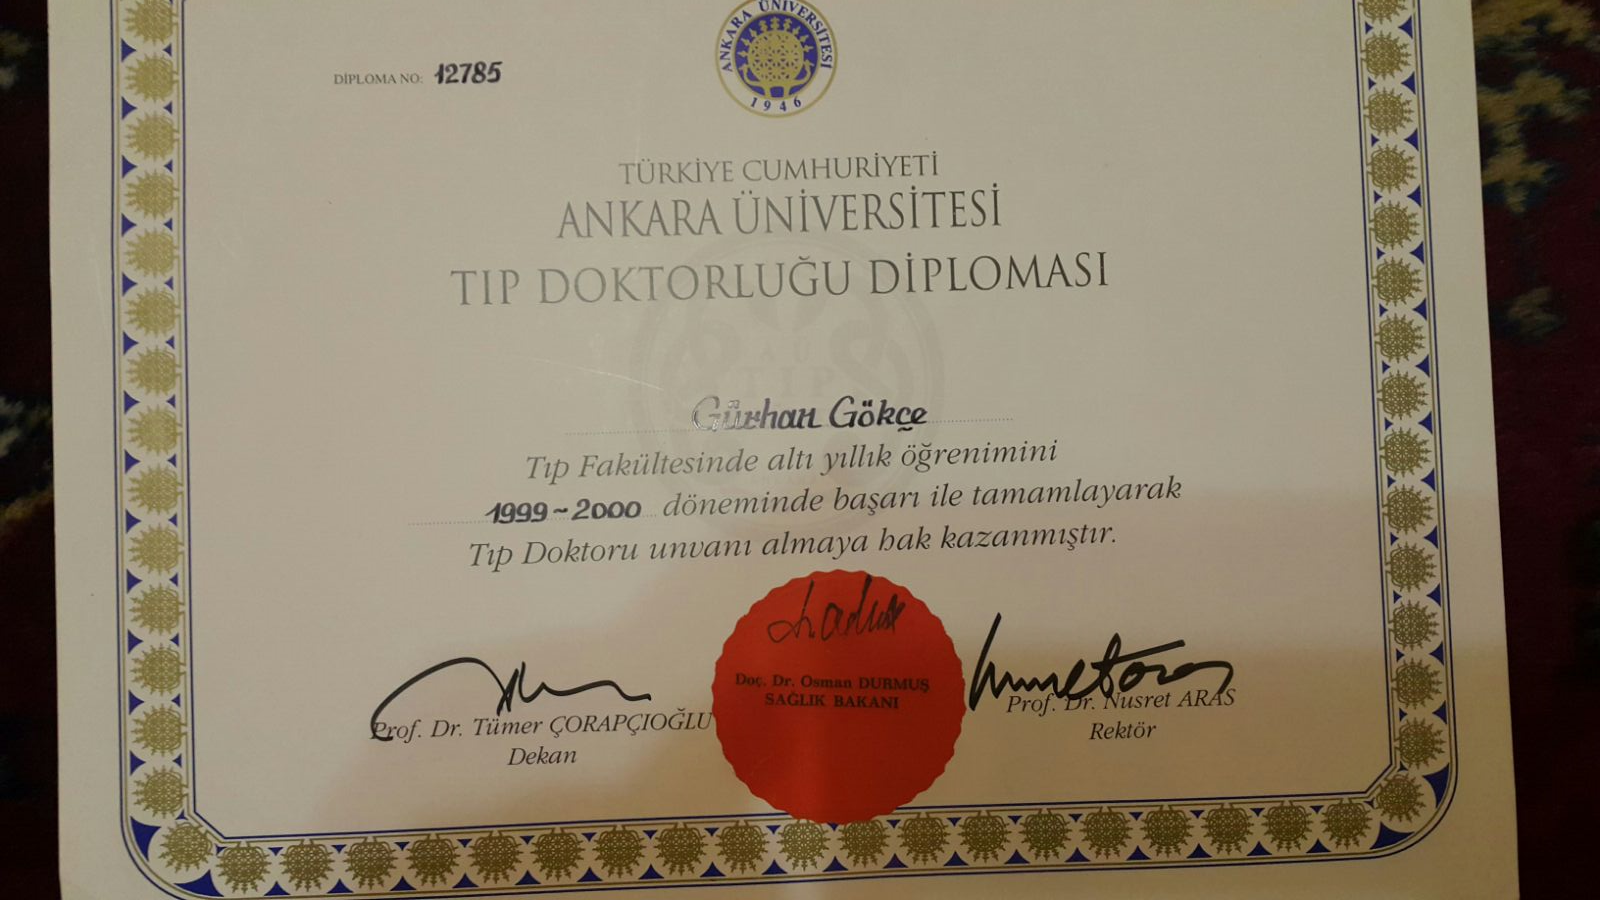 ANKARA ÜNİVERSİTESİ
1946
DİPLOMA NO: 12785
TÜRKİYE CUMHURİYETİ
ANKARA ÜNİVERSİTESİ
TIP DOKTORLUĞU DİPLOMASI
AÜ
TIP
Gürhan Gökçe
Tıp Fakültesinde altı yıllık öğrenimini
1999~2000 döneminde başarı ile tamamlayarak
Tıp Doktoru unvanı almaya hak kazanmıştır.
Prof. Dr. Tümer ÇORAPÇIOĞLU
Dekan
Doç. Dr. Osman DURMUŞ
SAĞLIK BAKANI
Prof. Dr. Nusret ARAS
Rektör